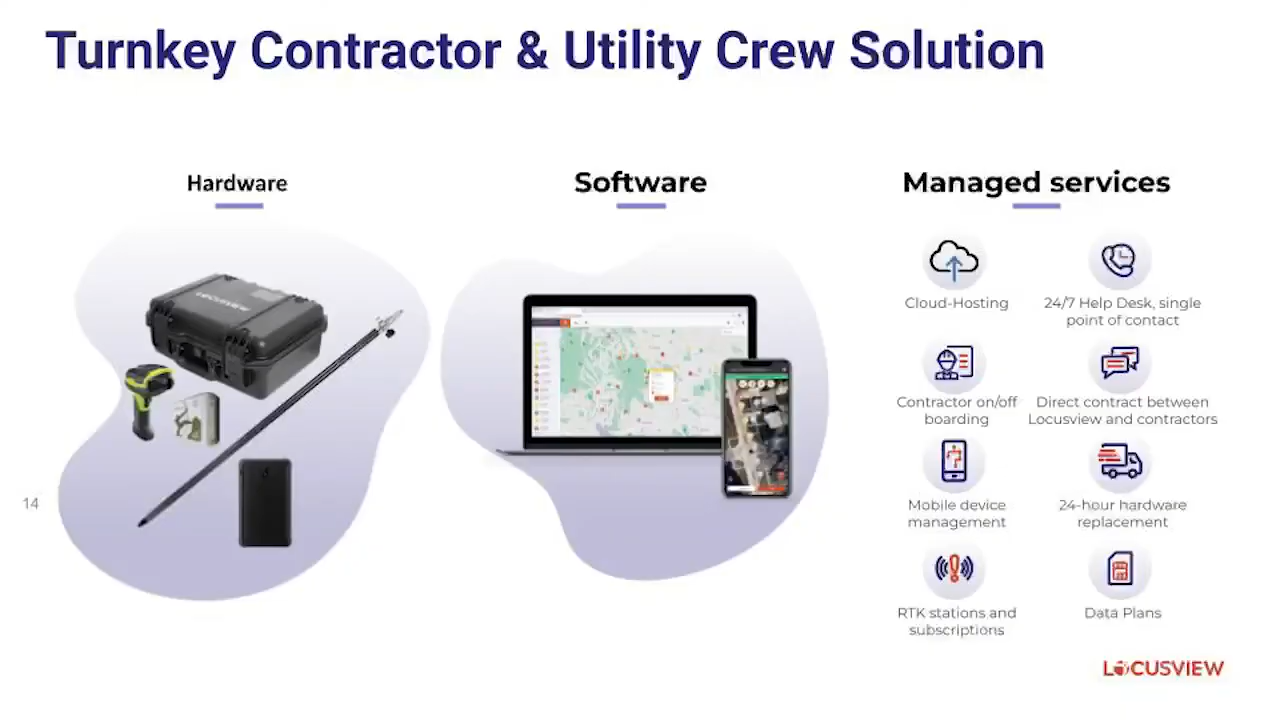 Turnkey Contractor & Utility Crew Solution
Hardware
Software
Managed services
LOCUSVIEW
Cloud-Hosting
24/7 Help Desk, single
point of contact
Contractor on/off
boarding
Direct contract between
Locusview and contractors
Mobile device
management
24-hour hardware
replacement
RTK stations and
subscriptions
Data Plans
14
LOCUSVIEW